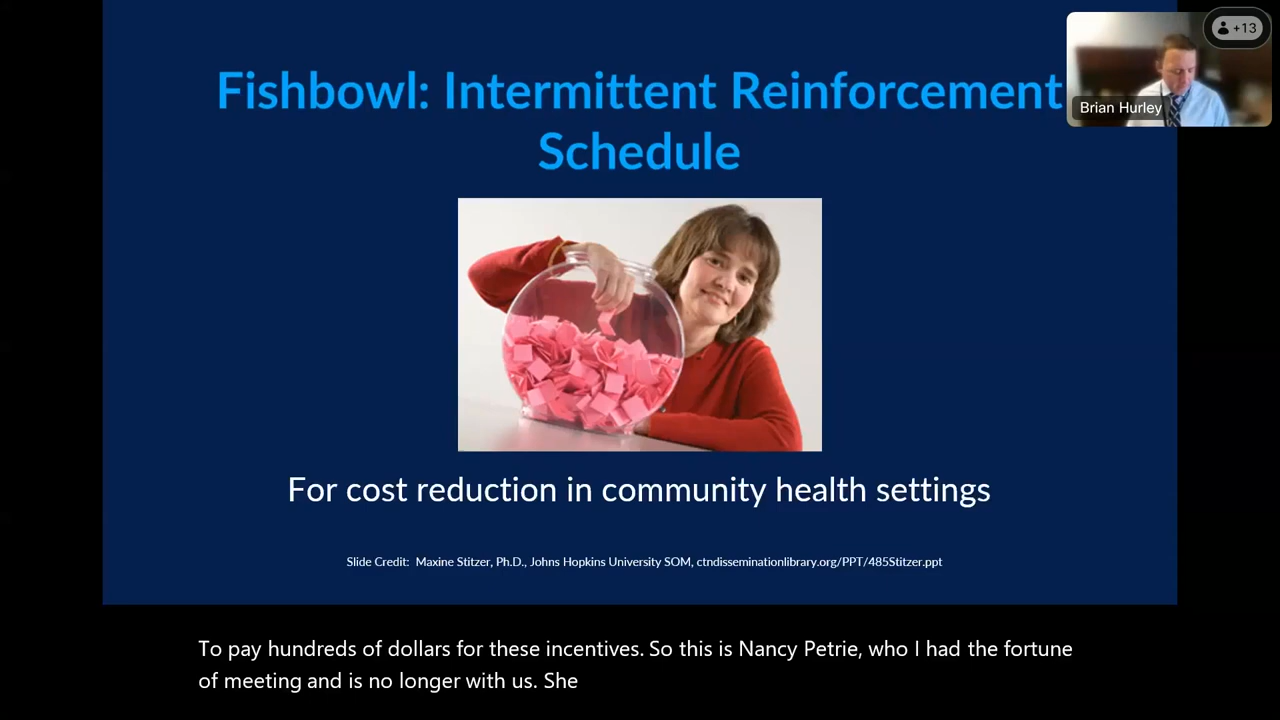 Fishbowl: Intermittent Reinforcement
Schedule
+13
Brian Hurley
For cost reduction in community health settings
Slide Credit: Maxine Stitzer, Ph.D., Johns Hopkins University SOM, ctndisseminationlibrary.org/PPT/485Stitzer.ppt
To pay hundreds of dollars for these incentives. So this is Nancy Petrie, who I had the fortune
of meeting and is no longer with us. She